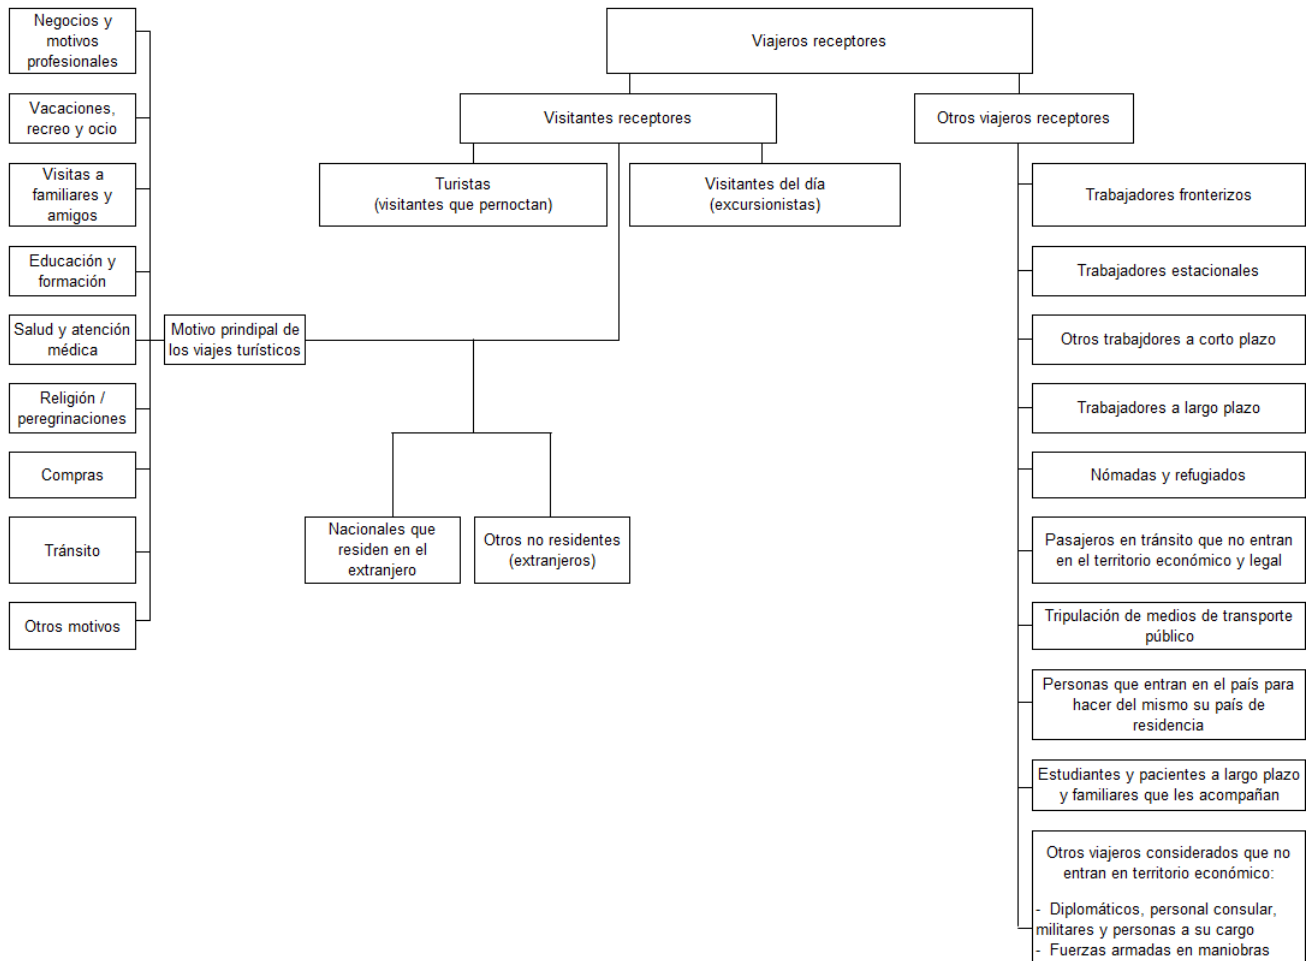 Negocios y
motivos
profesionales
Vacaciones,
recreo y ocio
Visitas a
familiares y
amigos
Educación y
formación
Salud y atención
médica
Religión /
peregrinaciones
Compras
Tránsito
Otros motivos
Motivo prindipal de
los viajes turísticos
Viajeros receptores
Visitantes receptores
Turistas
(visitantes que pernoctan)
Visitantes del día
(excursionistas)
Nacionales que
residen en el
extranjero
Otros no residentes
(extranjeros)
Otros viajeros receptores
Trabajadores fronterizos
Trabajadores estacionales
Otros trabajdores a corto plazo
Trabajadores a largo plazo
Nómadas y refugiados
Pasajeros en tránsito que no entran
en el territorio económico y legal
Tripulación de medios de transporte
público
Personas que entran en el país para
hacer del mismo su país de
residencia
Estudiantes y pacientes a largo plazo
y familiares que les acompañan
Otros viajeros considerados que no
entran en territorio económico:
- Diplomáticos, personal consular,
militares y personas a su cargo
- Fuerzas armadas en maniobras